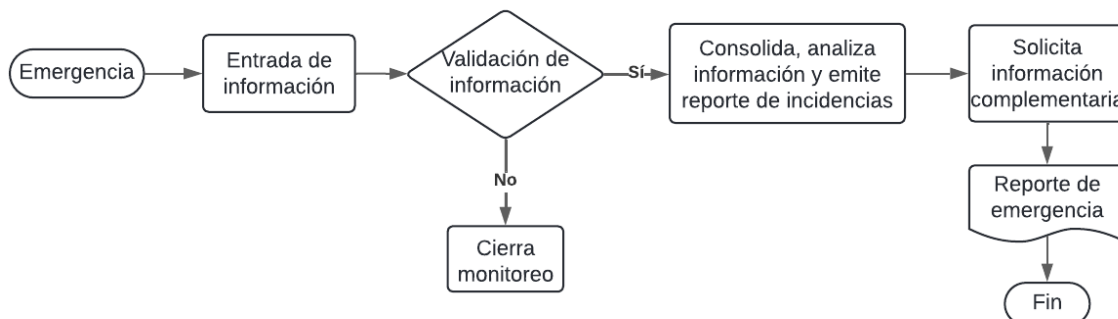 Emergencia
Entrada de
información
Validación de
información
Sí
Consolida, analiza
información y emite
reporte de incidencias
Solicita
información
complementaria
No
Cierra
monitoreo
Reporte de
emergencia
Fin